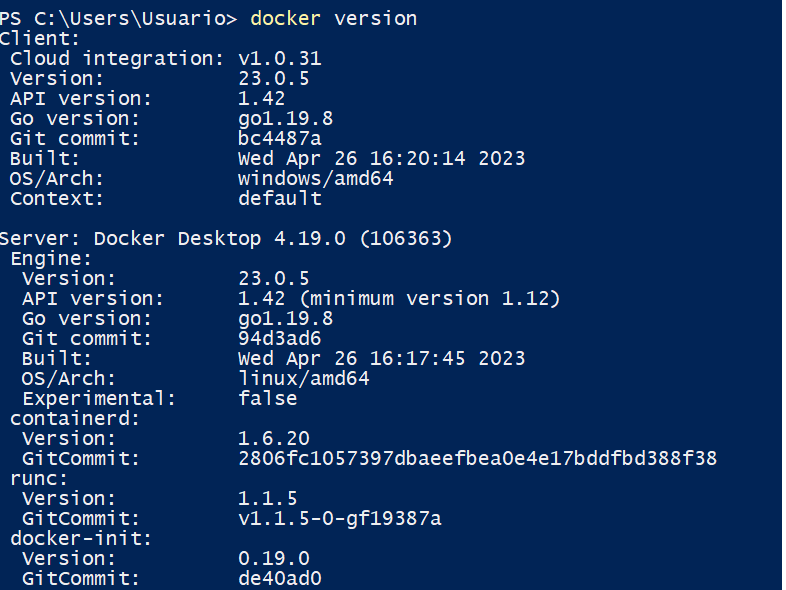 PS C:\Users\Usuario> docker version
Client:
 Cloud integration: v1.0.31
 Version:           23.0.5
 API version:       1.42
 Go version:        go1.19.8
 Git commit:        bc4487a
 Built:             Wed Apr 26 16:20:14 2023
 OS/Arch:           windows/amd64
 Context:           default

Server: Docker Desktop 4.19.0 (106363)
 Engine:
  Version:          23.0.5
  API version:      1.42 (minimum version 1.12)
  Go version:       go1.19.8
  Git commit:       94d3ad6
  Built:            Wed Apr 26 16:17:45 2023
  OS/Arch:          linux/amd64
  Experimental:     false
 containerd:
  Version:          1.6.20
  GitCommit:        2806fc1057397dbaeefbea0e4e17bddfbd388f38
 runc:
  Version:          1.1.5
  GitCommit:        v1.1.5-0-gf19387a
 docker-init:
  Version:          0.19.0
  GitCommit:        de40ad0